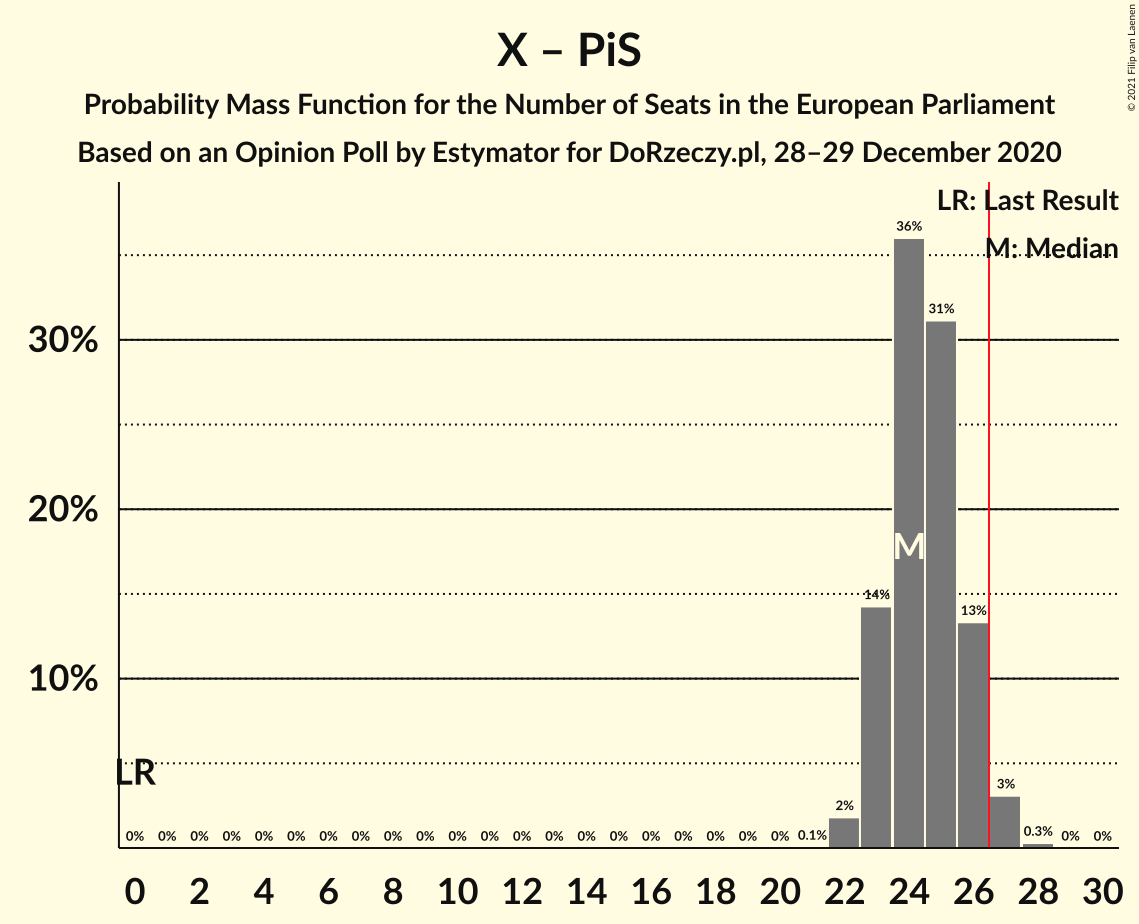 X – PiS
Probability Mass Function for the Number of Seats in the European Parliament
Based on an Opinion Poll by Estymator for DoRzeczy.pl, 28–29 December 2020
© 2021 Filip van Laenen
LR: Last Result
M: Median
30%
20%
10%
36%
31%
M
14%
13%
LR
0% 0% 0% 0% 0% 0% 0% 0% 0% 0% 0% 0% 0% 0% 0% 0% 0% 0% 0% 0% 0% 0.1% 2% 3% 0.3% 0% 0%
0 2 4 6 8 10 12 14 16 18 20 22 24 26 28 30